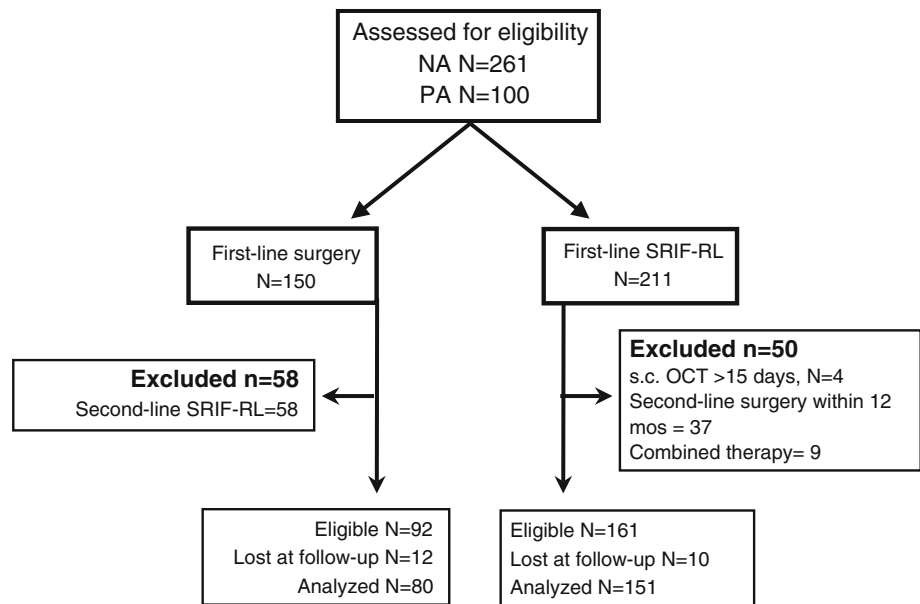 Assessed for eligibility
NA N=261
PA N=100
First-line surgery
N=150
First-line SRIF-RL
N=211
Excluded n=58
Second-line SRIF-RL=58
Excluded n=50
s.c. OCT >15 days, N=4
Second-line surgery within 12
mos = 37
Combined therapy= 9
Eligible N=92
Lost at follow-up N=12
Analyzed N=80
Eligible N=161
Lost at follow-up N=10
Analyzed N=151